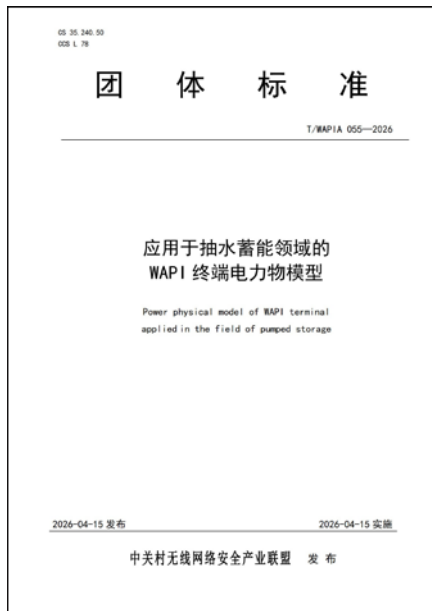 CS 35.240.50
CCS L 78
团体标准
T/WAPIA 055—2026
应用于抽水蓄能领域的
WAPI 终端电力物模型
Power physical model of WAPI terminal
applied in the field of pumped storage
2026-04-15 发布
2026-04-15 实施
中关村无线网络安全产业联盟 发布